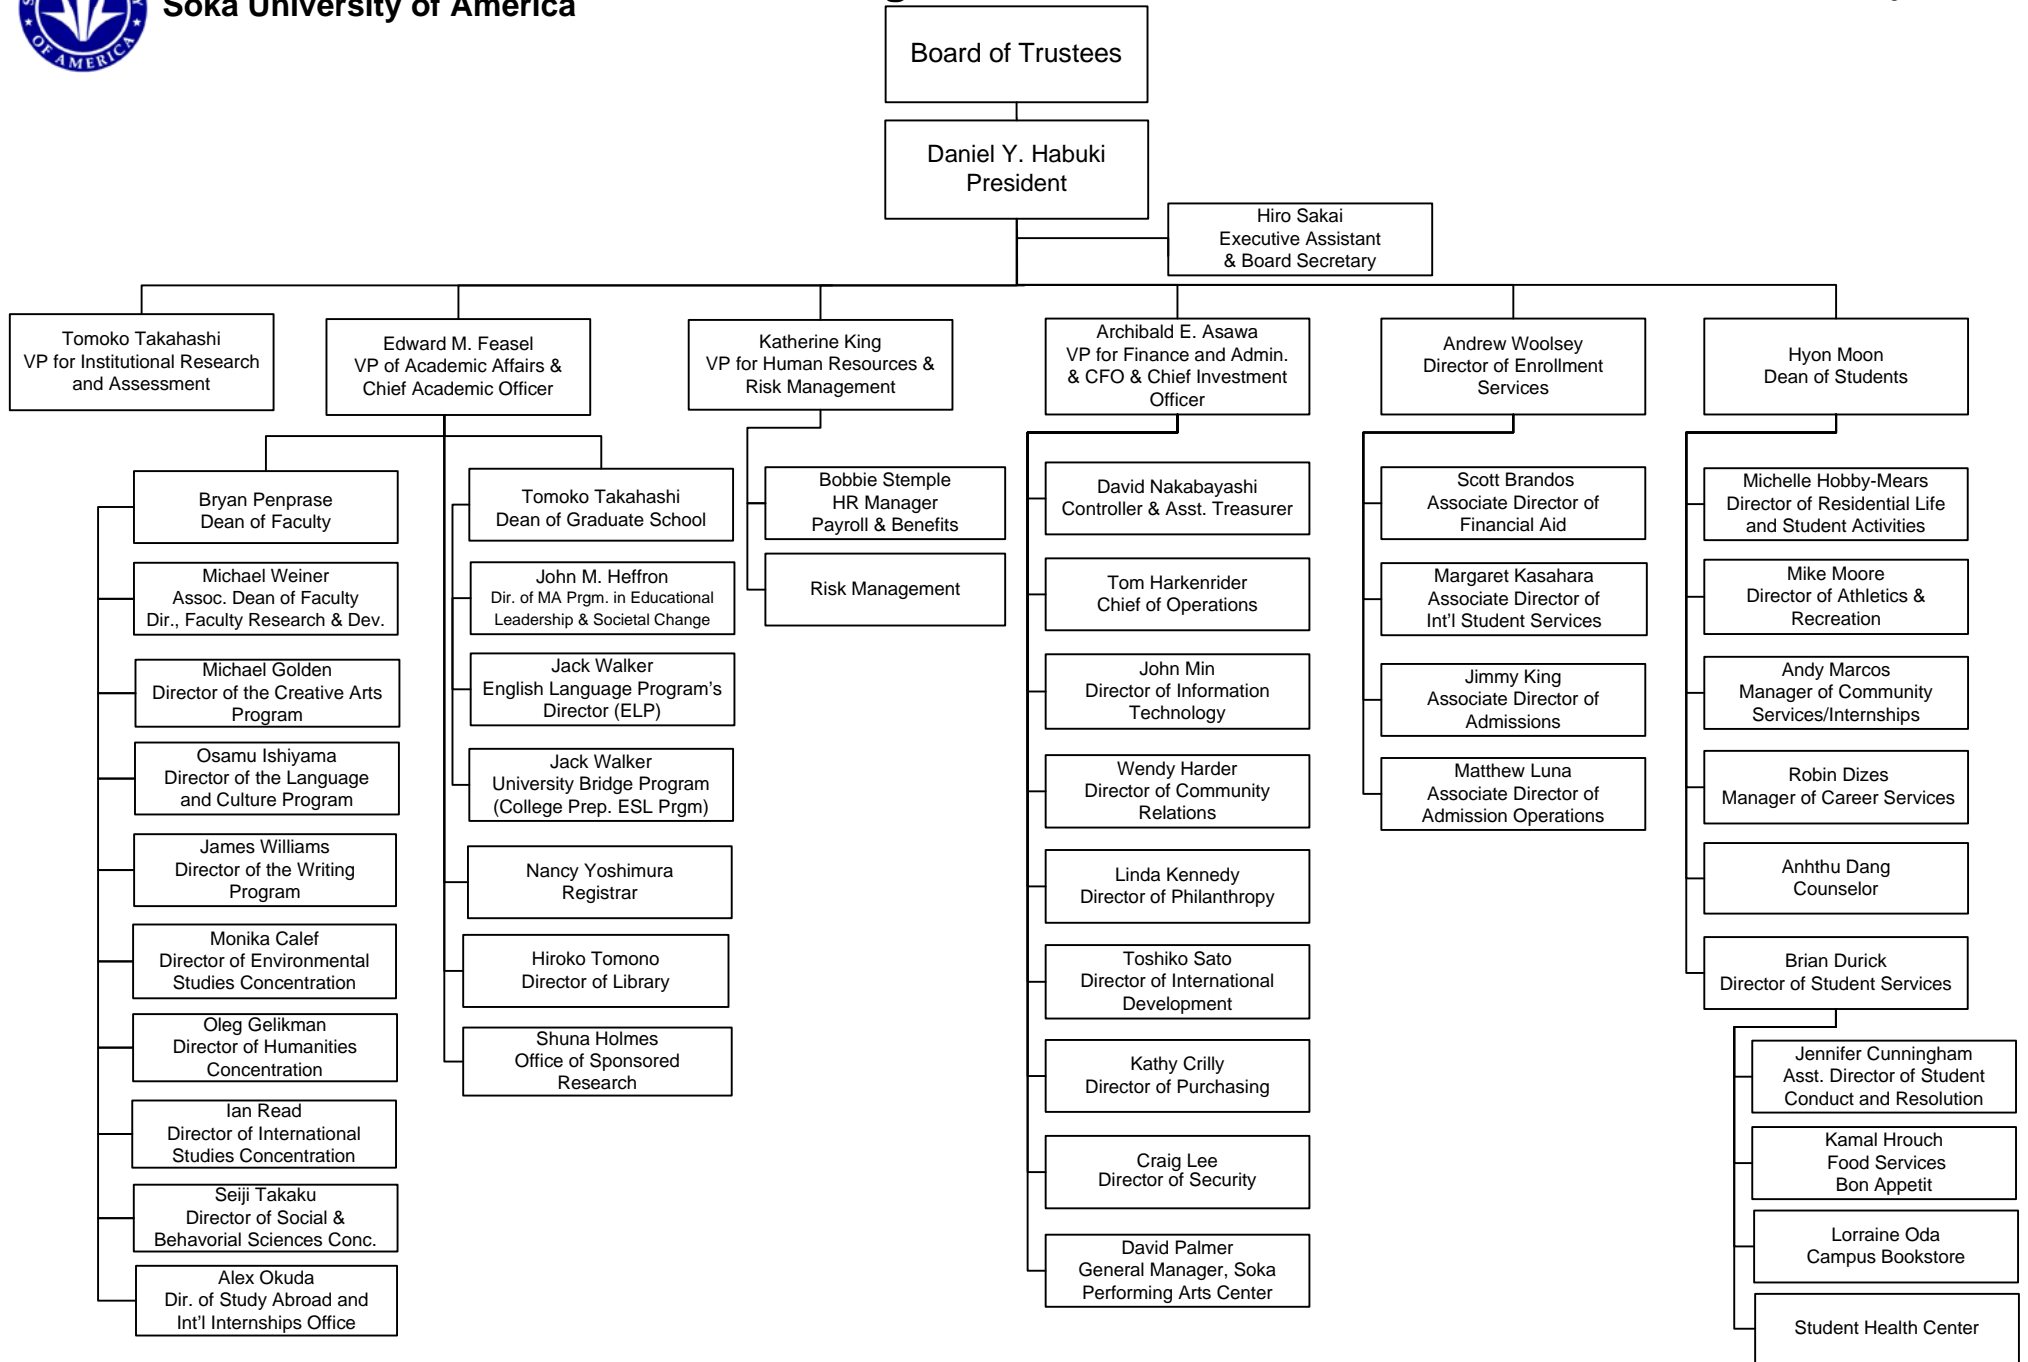 Soka University of America
OF AMERICA
Board of Trustees
Daniel Y. Habuki
President
Hiro Sakai
Executive Assistant
& Board Secretary
Tomoko Takahashi
VP for Institutional Research
and Assessment
Edward M. Feasel
VP of Academic Affairs &
Chief Academic Officer
Katherine King
VP for Human Resources &
Risk Management
Archibald E. Asawa
VP for Finance and Admin.
& CFO & Chief Investment
Officer
Andrew Woolsey
Director of Enrollment
Services
Hyon Moon
Dean of Students
Bryan Penprase
Dean of Faculty
Michael Weiner
Assoc. Dean of Faculty
Dir., Faculty Research & Dev.
Michael Golden
Director of the Creative Arts
Program
Osamu Ishiyama
Director of the Language
and Culture Program
James Williams
Director of the Writing
Program
Monika Calef
Director of Environmental
Studies Concentration
Oleg Gelikman
Director of Humanities
Concentration
Ian Read
Director of International
Studies Concentration
Seiji Takaku
Director of Social &
Behavorial Sciences Conc.
Alex Okuda
Dir. of Study Abroad and
Int'l Internships Office
Tomoko Takahashi
Dean of Graduate School
John M. Heffron
Dir. of MA Prgm. in Educational
Leadership & Societal Change
Jack Walker
English Language Program's
Director (ELP)
Jack Walker
University Bridge Program
(College Prep. ESL Prgm)
Nancy Yoshimura
Registrar
Hiroko Tomono
Director of Library
Shuna Holmes
Office of Sponsored
Research
Bobbie Stemple
HR Manager
Payroll & Benefits
Risk Management
David Nakabayashi
Controller & Asst. Treasurer
Tom Harkenrider
Chief of Operations
John Min
Director of Information
Technology
Wendy Harder
Director of Community
Relations
Linda Kennedy
Director of Philanthropy
Toshiko Sato
Director of International
Development
Kathy Crilly
Director of Purchasing
Craig Lee
Director of Security
David Palmer
General Manager, Soka
Performing Arts Center
Scott Brandos
Associate Director of
Financial Aid
Margaret Kasahara
Associate Director of
Int'l Student Services
Jimmy King
Associate Director of
Admissions
Matthew Luna
Associate Director of
Admission Operations
Michelle Hobby-Mears
Director of Residential Life
and Student Activities
Mike Moore
Director of Athletics &
Recreation
Andy Marcos
Manager of Community
Services/Internships
Robin Dizes
Manager of Career Services
Anhthu Dang
Counselor
Brian Durick
Director of Student Services
Jennifer Cunningham
Asst. Director of Student
Conduct and Resolution
Kamal Hrouch
Food Services
Bon Appetit
Lorraine Oda
Campus Bookstore
Student Health Center